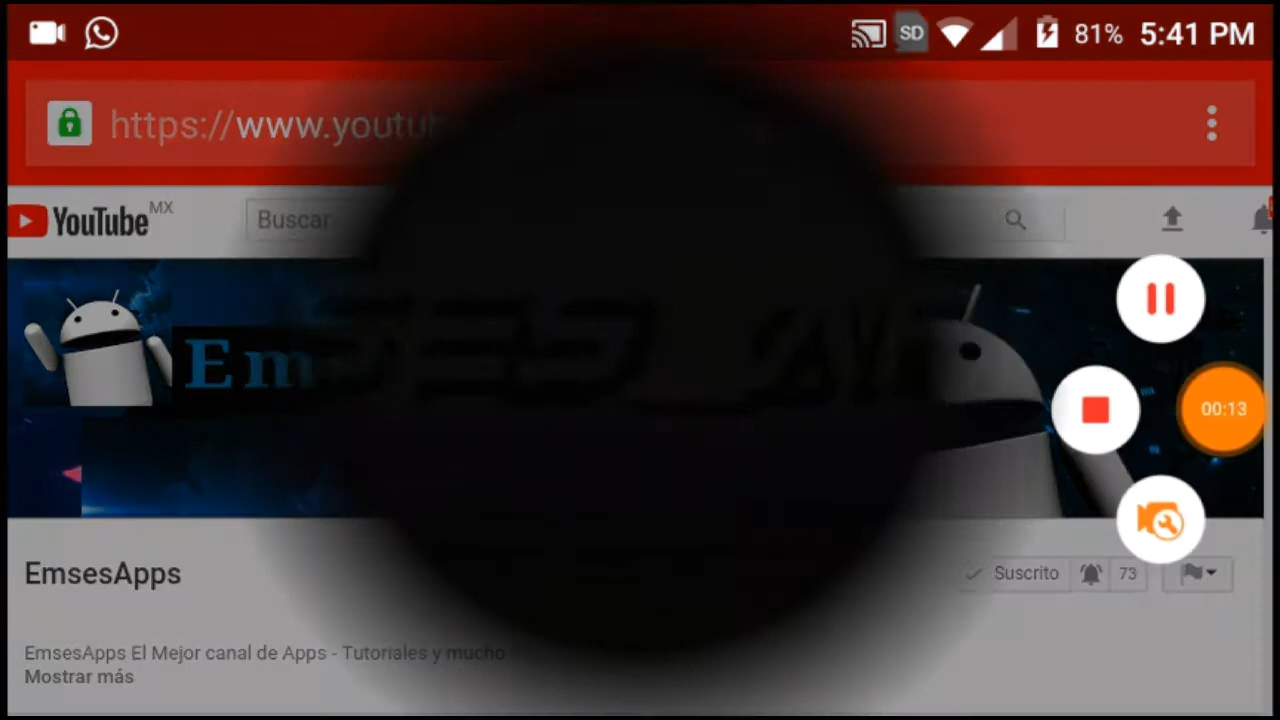 SD 81% 5:41 PM
https://www.youtu
YouTube MX
Buscar
Em
00:13
EmsesApps
Suscrito 73
EmsesApps El Mejor canal de Apps - Tutoriales y mucho
Mostrar más